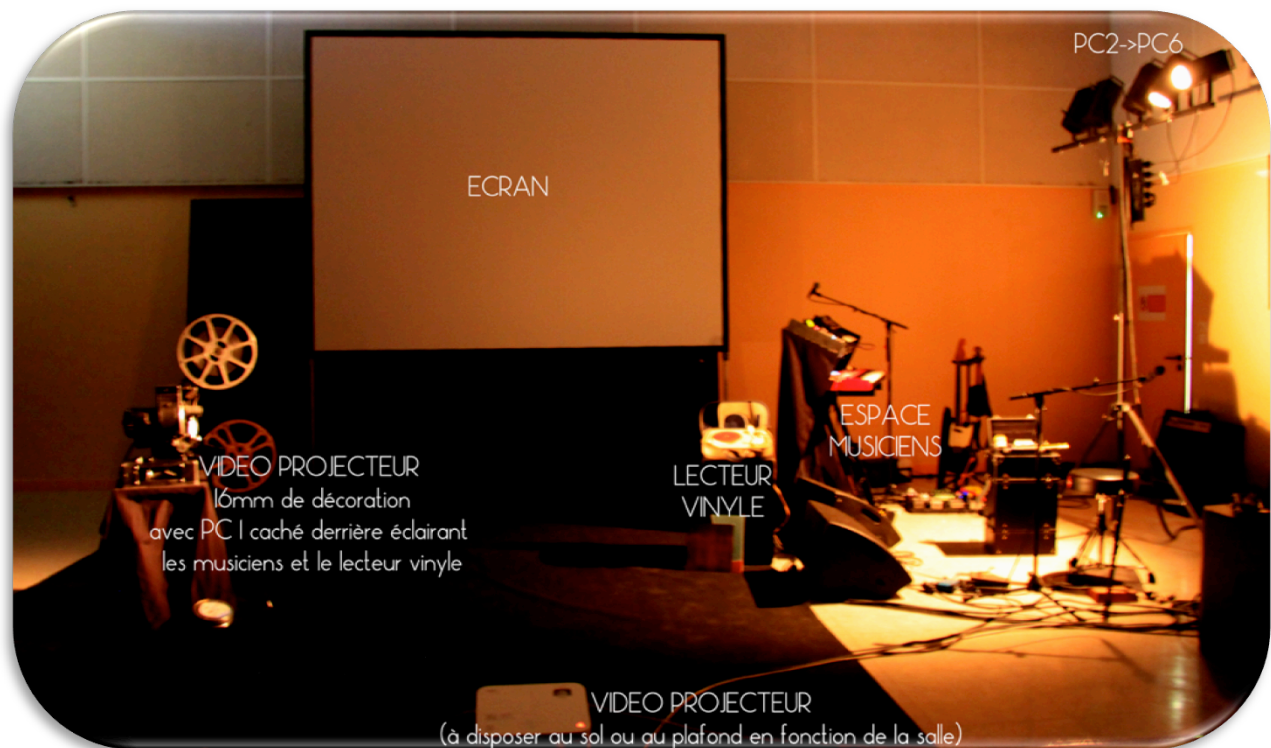 PC2->PC6
ECRAN
ESPACE
MUSICIENS
VIDEO PROJECTEUR
16mm de décoration
avec PC 1 caché derrière éclairant
les musiciens et le lecteur vinyle
LECTEUR
VINYLE
VIDEO PROJECTEUR
(à disposer au sol ou au plafond en fonction de la salle)